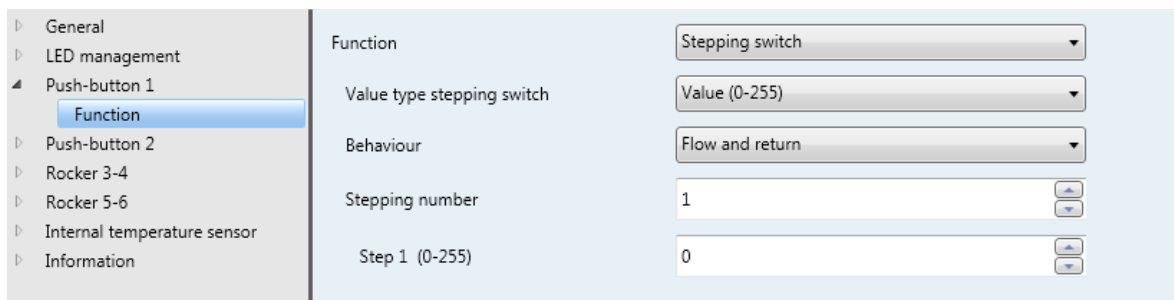 General
LED management
Push-button 1
Function
Push-button 2
Rocker 3-4
Rocker 5-6
Internal temperature sensor
Information
Function Stepping switch
Value type stepping switch Value (0-255)
Behaviour Flow and return
Stepping number 1
Step 1 (0-255) 0